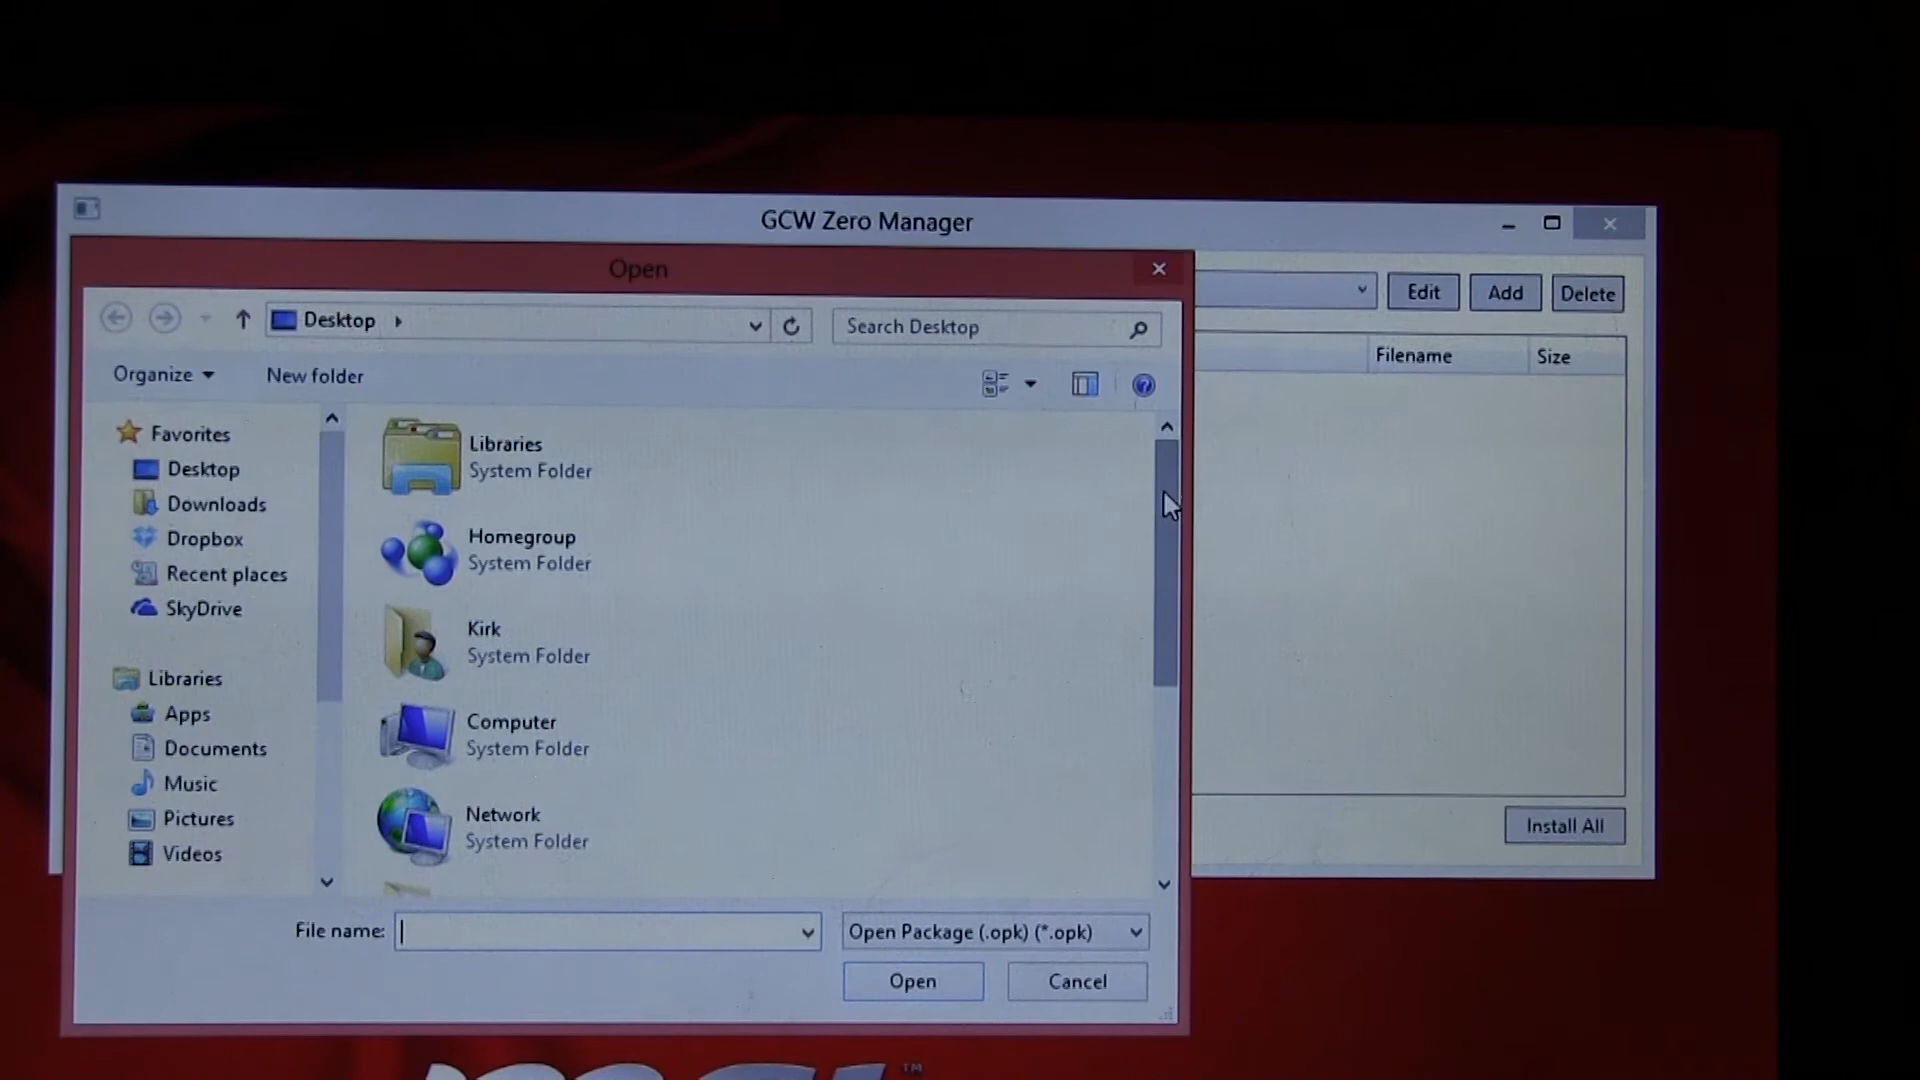 GCW Zero Manager
Open
Edit
Add
Delete
Desktop
Search Desktop
Filename
Size
Organize
New folder
Favorites
Desktop
Downloads
Dropbox
Recent places
SkyDrive
Libraries
Apps
Documents
Music
Pictures
Videos
Libraries
System Folder
Homegroup
System Folder
Kirk
System Folder
Computer
System Folder
Network
System Folder
Install All
File name:
Open Package (.opk) (*.opk)
Open
Cancel
TM